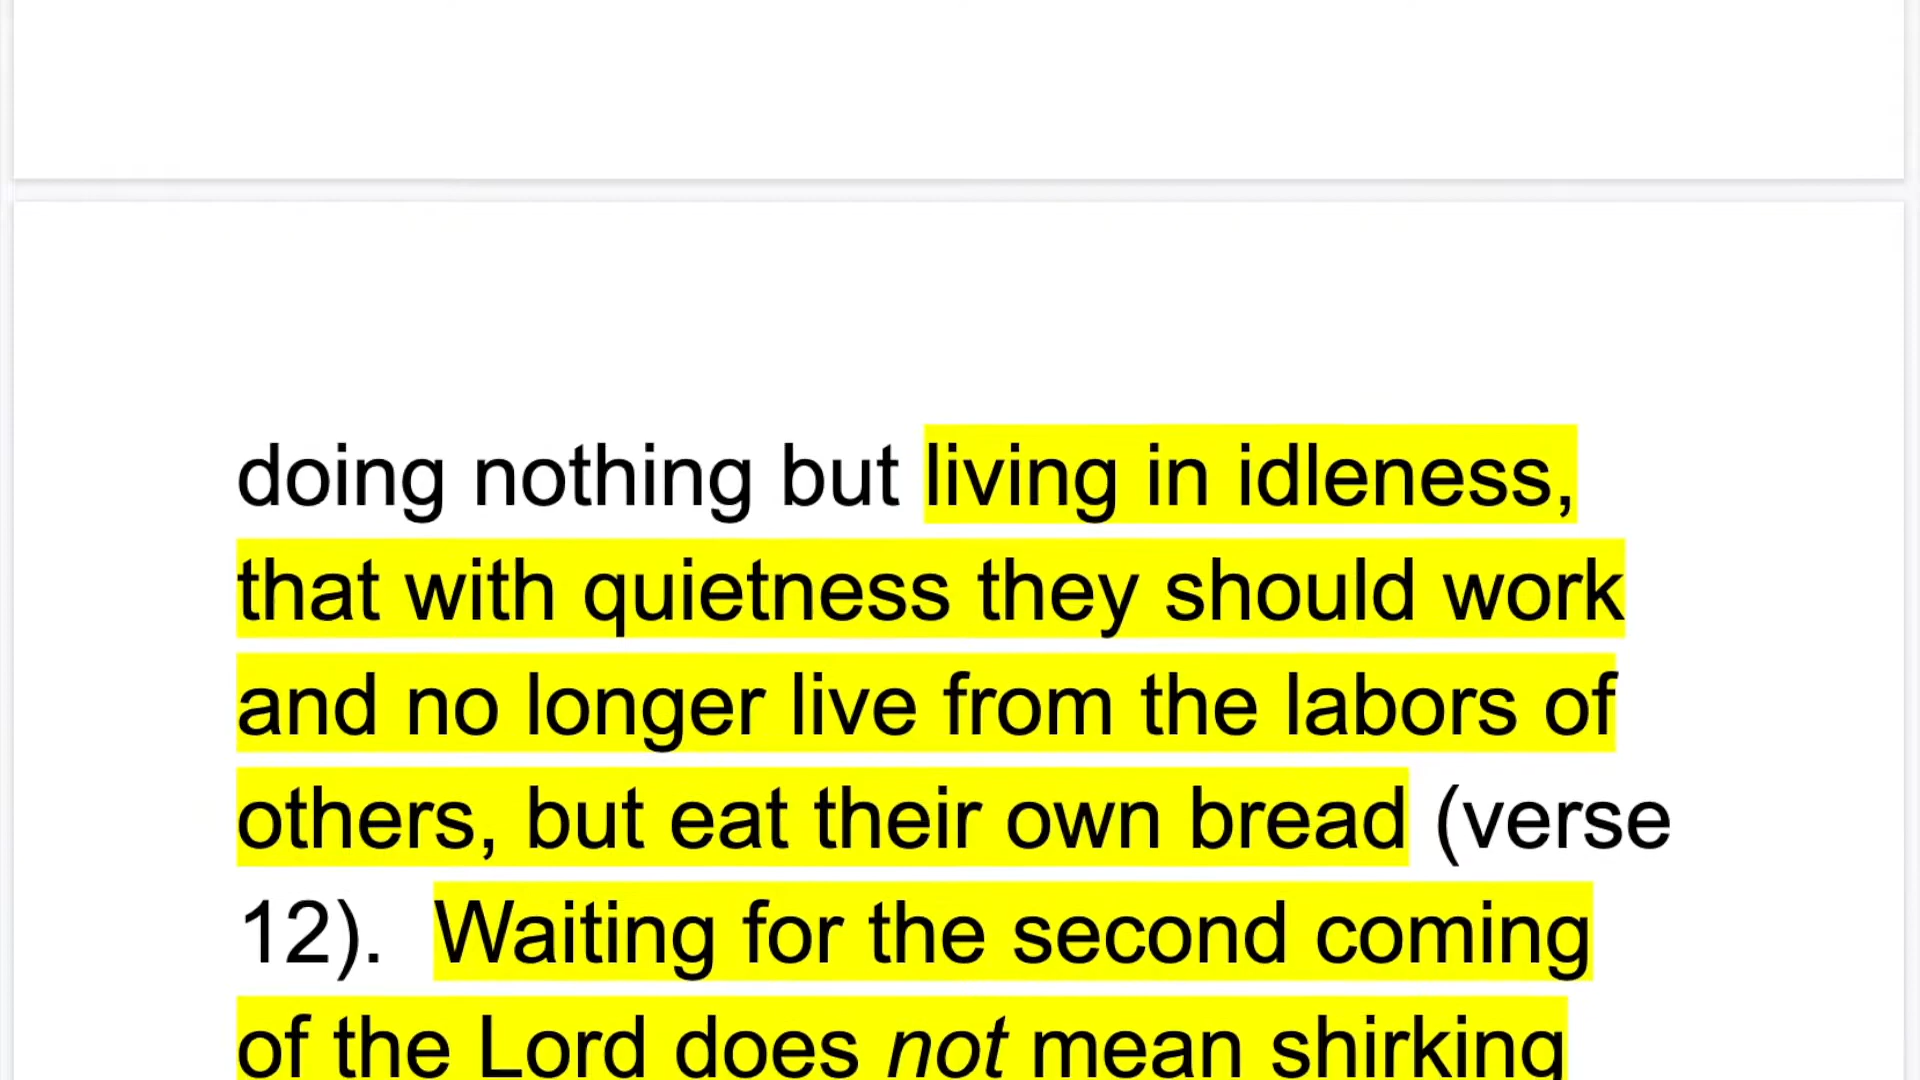 doing nothing but living in idleness,
that with quietness they should work
and no longer live from the labors of
others, but eat their own bread (verse
12).  Waiting for the second coming
of the Lord does not mean shirking